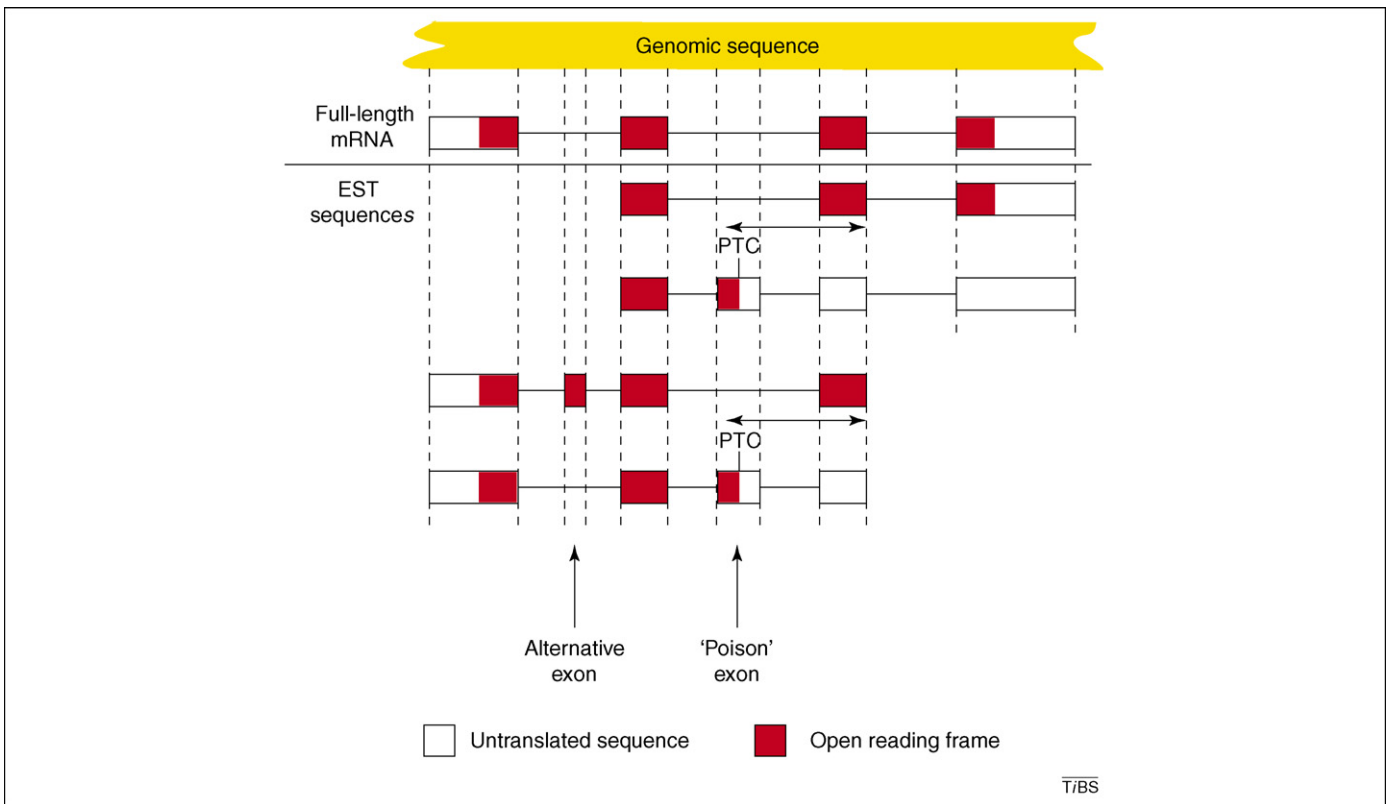 Genomic sequence
Full-length
mRNA
EST
sequences
PTC
PTC
Alternative
exon
'Poison'
exon
Untranslated sequence
Open reading frame
TiBS